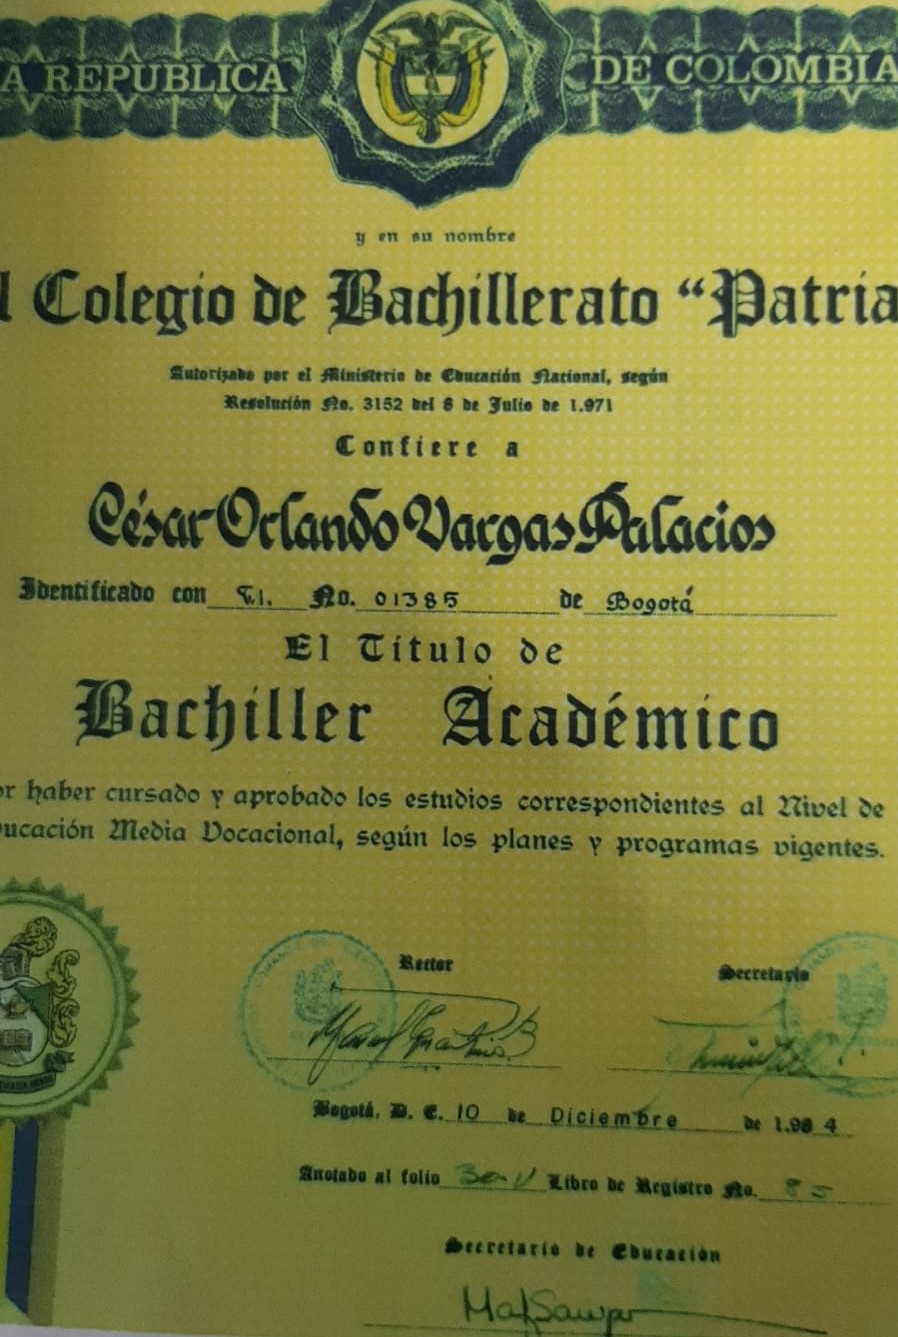 A REPUBLICA DE COLOMBIA
y en su nombre
l Colegio de Bachillerato “Patria
Autorizado por el Ministerio de Educación Nacional, según
Resolución No. 3152 del 8 de Julio de 1.971
Confiere a
César Orlando Vargas Palacios
Identificado con T.I. No. 01385 de Bogotá
El Título de
Bachiller Académico
or haber cursado y aprobado los estudios correspondientes al Nivel de
ucación Media Vocacional, según los planes y programas vigentes.
Rector Secretario
Bogotá, D. E. 10 de Diciembre de 1.984
Anotado al folio 30-V Libro de Registro No. 85
Secretario de Educación